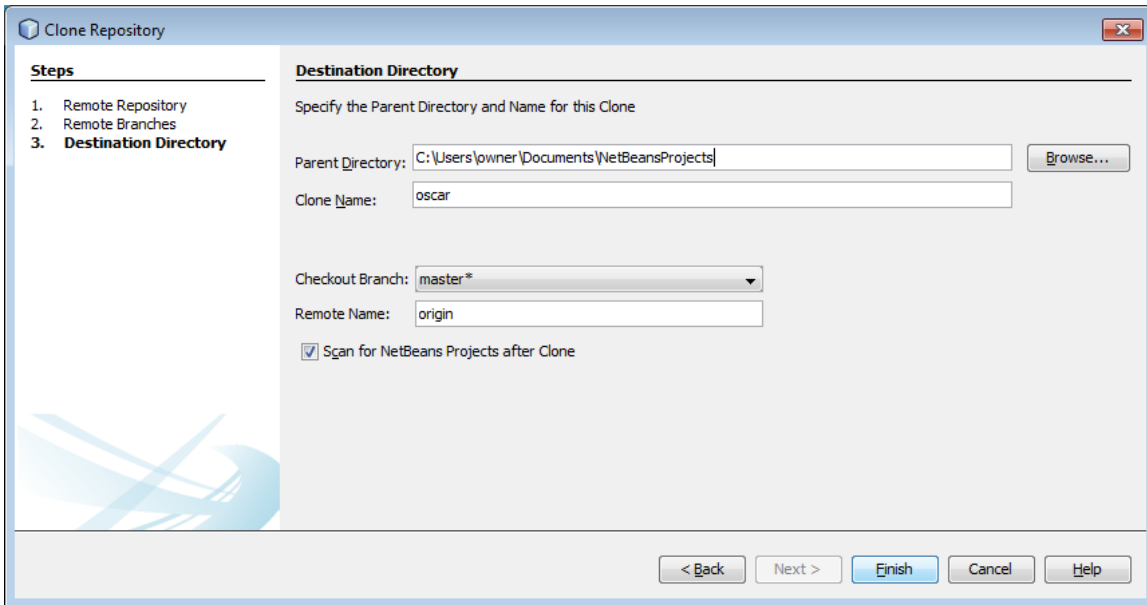 Clone Repository
Steps
1. Remote Repository
2. Remote Branches
3. Destination Directory
Destination Directory
Specify the Parent Directory and Name for this Clone
Parent Directory: C:\Users\owner\Documents\NetBeansProjects Browse...
Clone Name: oscar
Checkout Branch: master*
Remote Name: origin
Scan for NetBeans Projects after Clone
< Back Next > Finish Cancel Help